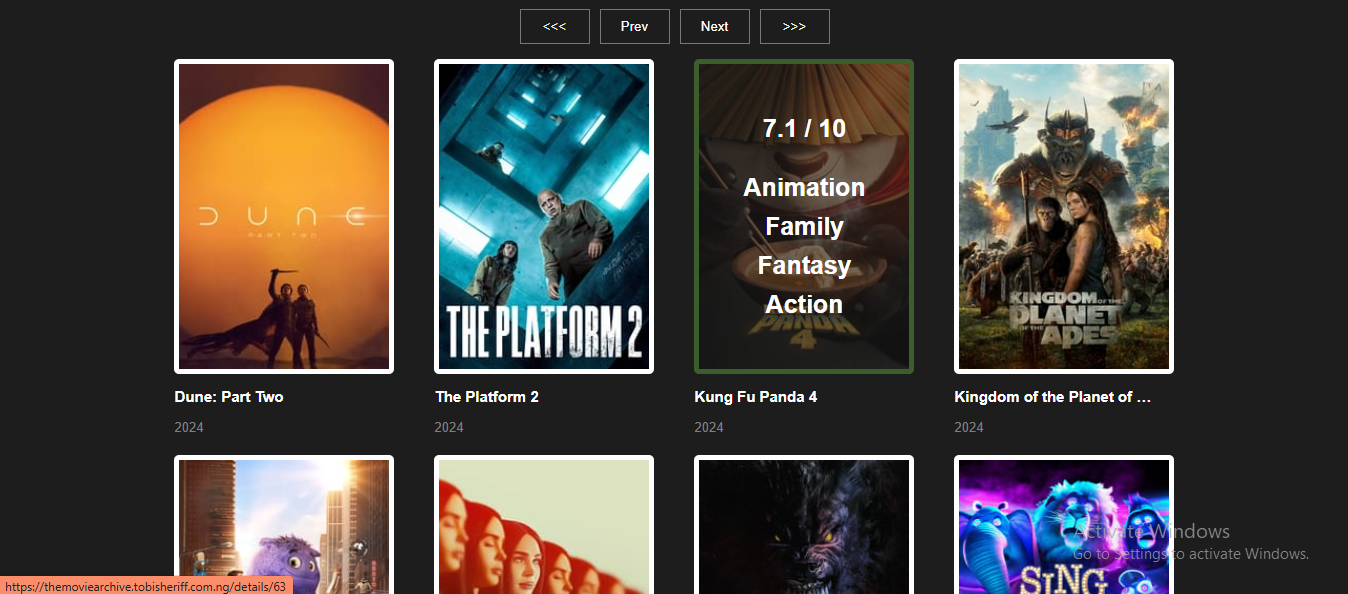 <<<
Prev
Next
>>>
DUNE
PART TWO
THE PLATFORM 2
7.1 / 10
Animation
Family
Fantasy
Action
PANDA
4
KINGDOM OF THE
PLANET
OF THE APES
Dune: Part Two
The Platform 2
Kung Fu Panda 4
Kingdom of the Planet of ...
2024
2024
2024
2024
SING
Activate Windows
Go to Settings to activate Windows.
https://themoviearchive.tobisheriff.com.ng/details/63